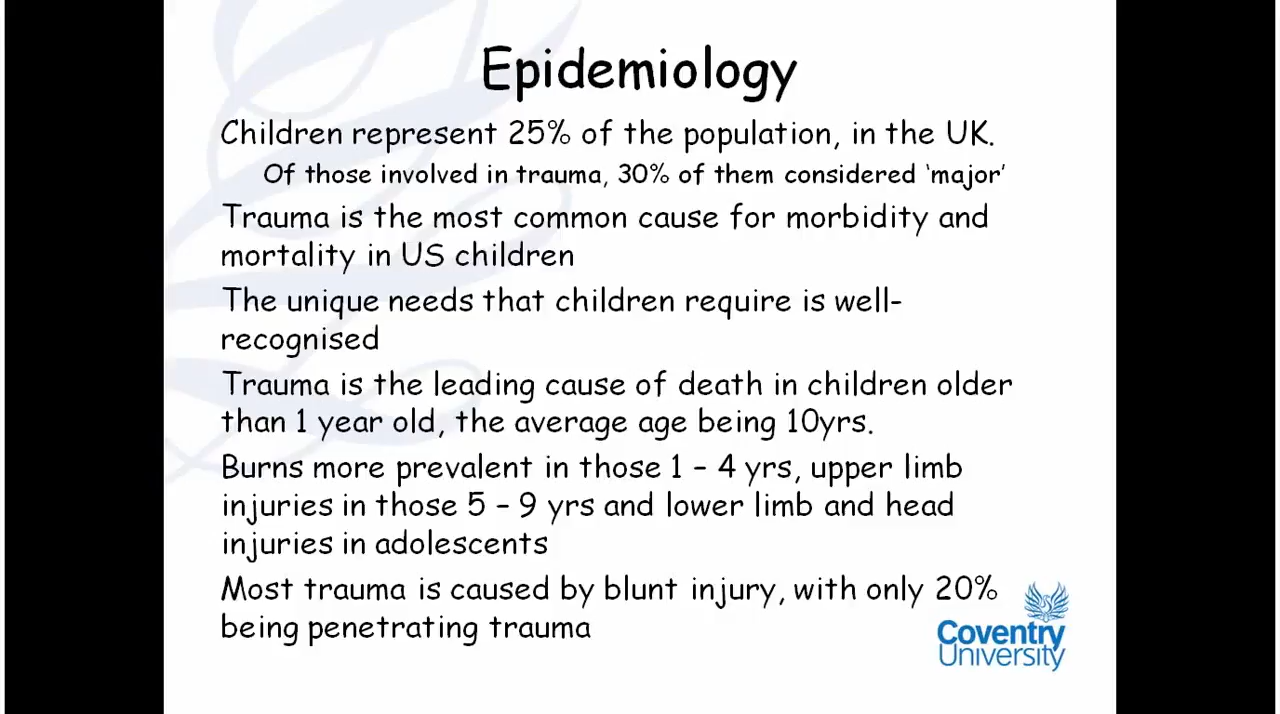 Epidemiology
Children represent 25% of the population, in the UK.
Of those involved in trauma, 30% of them considered ‘major’
Trauma is the most common cause for morbidity and
mortality in US children
The unique needs that children require is well-
recognised
Trauma is the leading cause of death in children older
than 1 year old, the average age being 10yrs.
Burns more prevalent in those 1 – 4 yrs, upper limb
injuries in those 5 – 9 yrs and lower limb and head
injuries in adolescents
Most trauma is caused by blunt injury, with only 20%
being penetrating trauma
Coventry
University